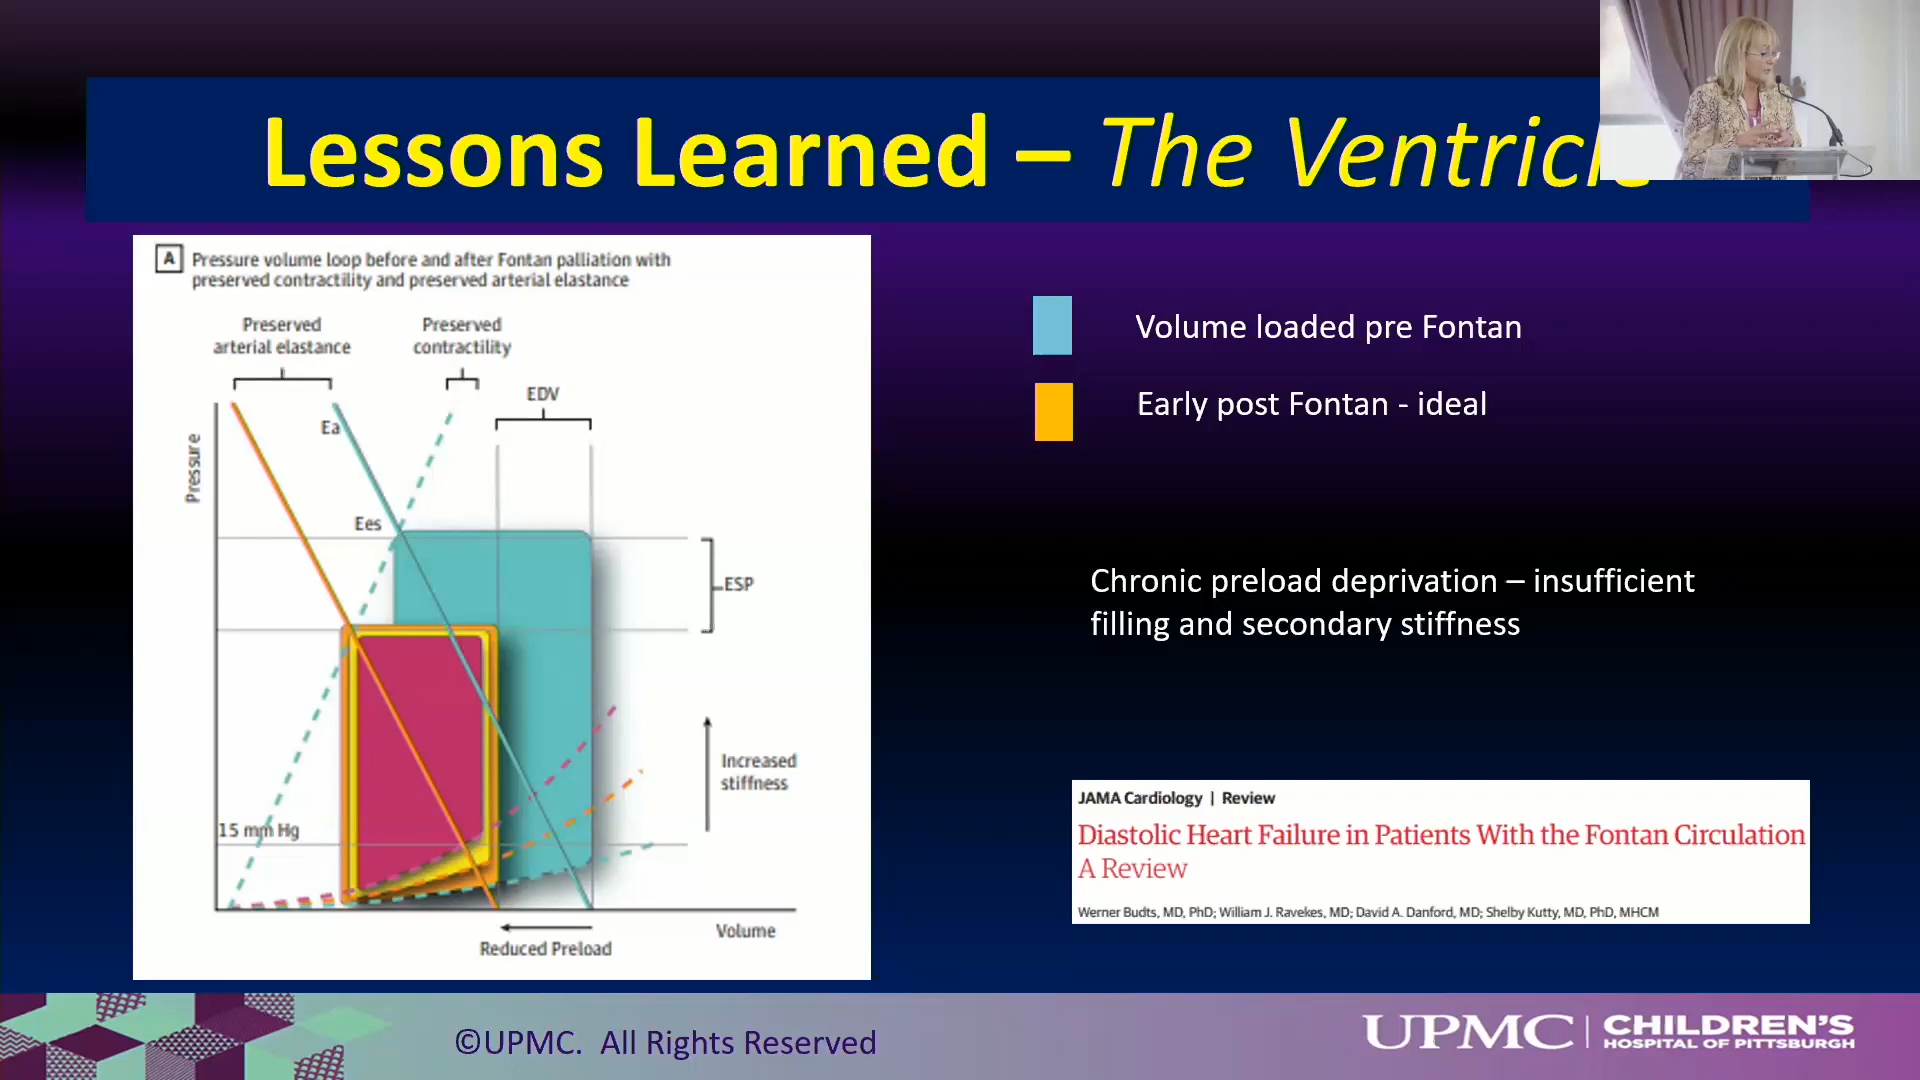 Lessons Learned – The Ventricle
A Pressure volume loop before and after Fontan palliation with
preserved contractility and preserved arterial elastance
Preserved
arterial elastance
Preserved
contractility
EDV
Ea
Pressure
Ees
ESP
Increased
stiffness
15 mm Hg
Volume
Reduced Preload
Volume loaded pre Fontan
Early post Fontan - ideal
Chronic preload deprivation – insufficient
filling and secondary stiffness
JAMA Cardiology | Review
Diastolic Heart Failure in Patients With the Fontan Circulation
A Review
Werner Budts, MD, PhD; William J. Ravekes, MD; David A. Danford, MD; Shelby Kutty, MD, PhD, MHCM
©UPMC. All Rights Reserved
UPMC | CHILDREN'S
HOSPITAL OF PITTSBURGH